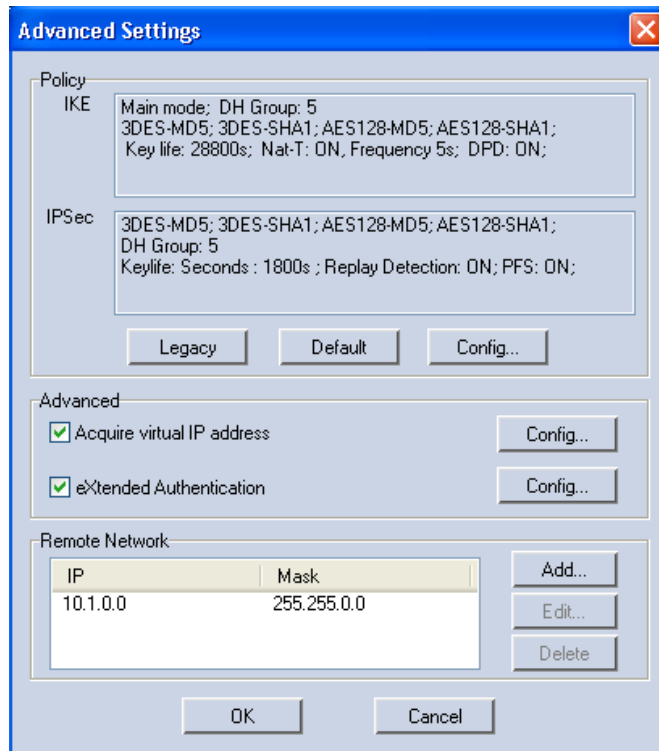 Advanced Settings
Policy
IKE
Main mode; DH Group: 5
3DES-MD5; 3DES-SHA1; AES128-MD5; AES128-SHA1;
Key life: 28800s; Nat-T: ON, Frequency 5s; DPD: ON;
IPSec
3DES-MD5; 3DES-SHA1; AES128-MD5; AES128-SHA1;
DH Group: 5
Keylife: Seconds : 1800s ; Replay Detection: ON; PFS: ON;
Legacy Default Config...
Advanced
Acquire virtual IP address Config...
eXtended Authentication Config...
Remote Network
IP Mask Add...
10.1.0.0 255.255.0.0
Edit...
Delete
OK Cancel